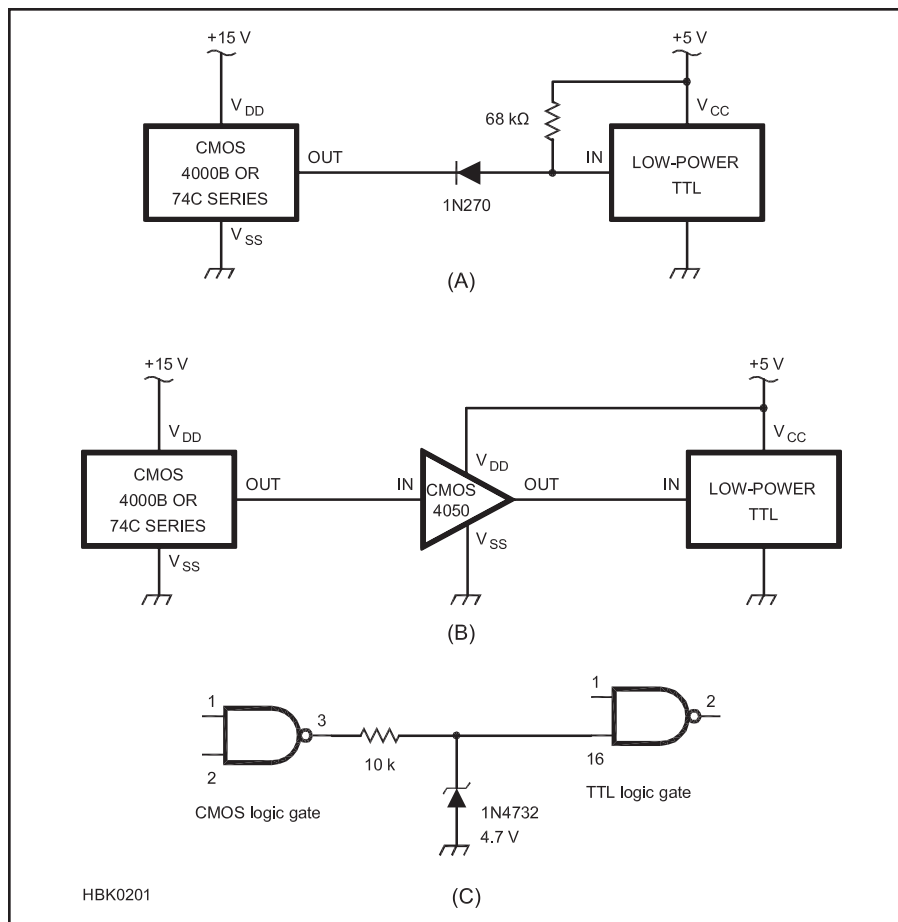 +15 V
+5 V
V DD
V CC
68 kΩ
CMOS
4000B OR
74C SERIES
OUT
IN
LOW-POWER
TTL
1N270
V SS
(A)
+15 V
+5 V
V DD
V CC
V DD
CMOS
4000B OR
74C SERIES
OUT
IN
CMOS
4050
OUT
IN
LOW-POWER
TTL
V SS
V SS
(B)
1
2
3
10 k
1
16
2
CMOS logic gate
1N4732
4.7 V
TTL logic gate
HBK0201
(C)